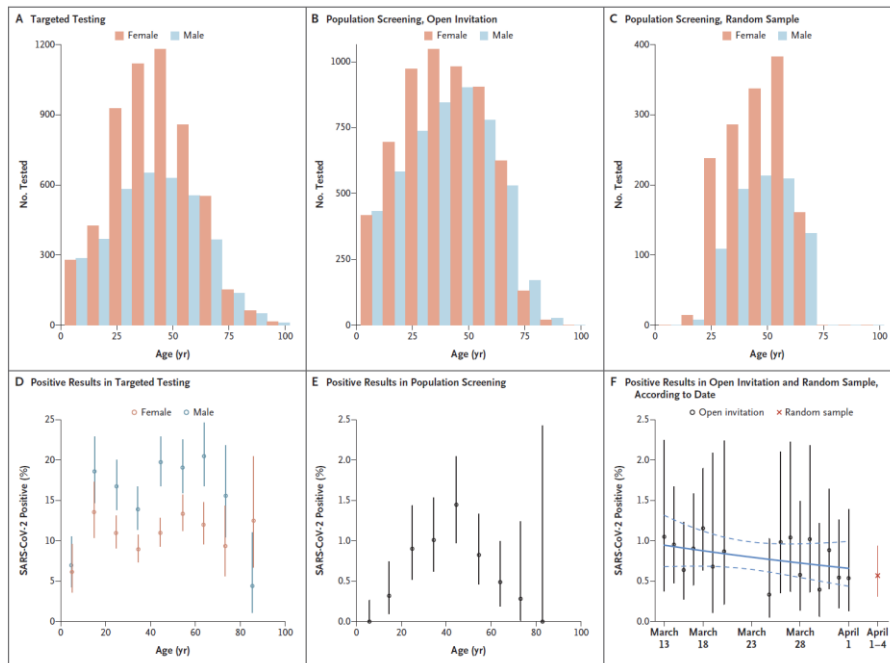 A Targeted Testing
Female Male
No. Tested
1200
900
600
300
0
0 25 50 75 100
Age (yr)
B Population Screening, Open Invitation
Female Male
No. Tested
1000
750
500
250
0
0 25 50 75 100
Age (yr)
C Population Screening, Random Sample
Female Male
No. Tested
400
300
200
100
0
0 25 50 75 100
Age (yr)
D Positive Results in Targeted Testing
Female Male
SARS-CoV-2 Positive (%)
25
20
15
10
5
0
0 20 40 60 80 100
Age (yr)
E Positive Results in Population Screening
SARS-CoV-2 Positive (%)
2.5
2.0
1.5
1.0
0.5
0.0
0 20 40 60 80 100
Age (yr)
F Positive Results in Open Invitation and Random Sample,
According to Date
Open invitation Random sample
SARS-CoV-2 Positive (%)
2.5
2.0
1.5
1.0
0.5
0.0
March March March March April April
13 18 23 28 1 1–4